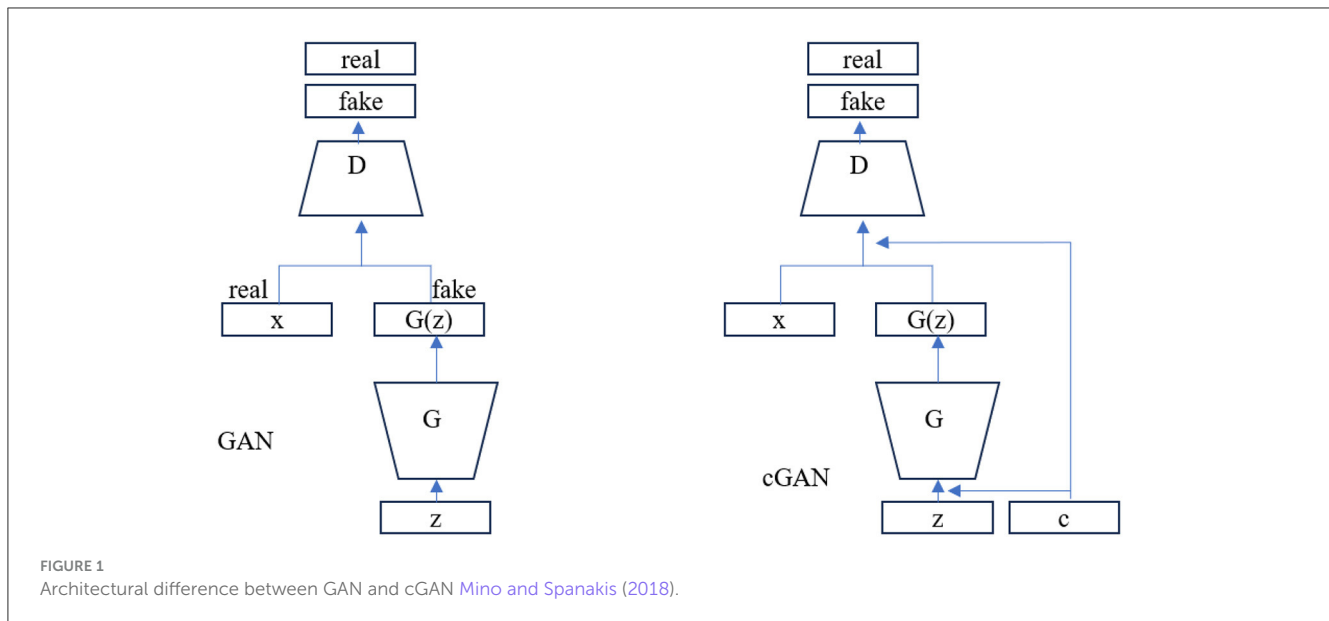 real
fake
D
real
fake
x
G(z)
G
GAN
z
real
fake
D
x
G(z)
G
cGAN
z
c
FIGURE 1
Architectural difference between GAN and cGAN Mino and Spanakis (2018).